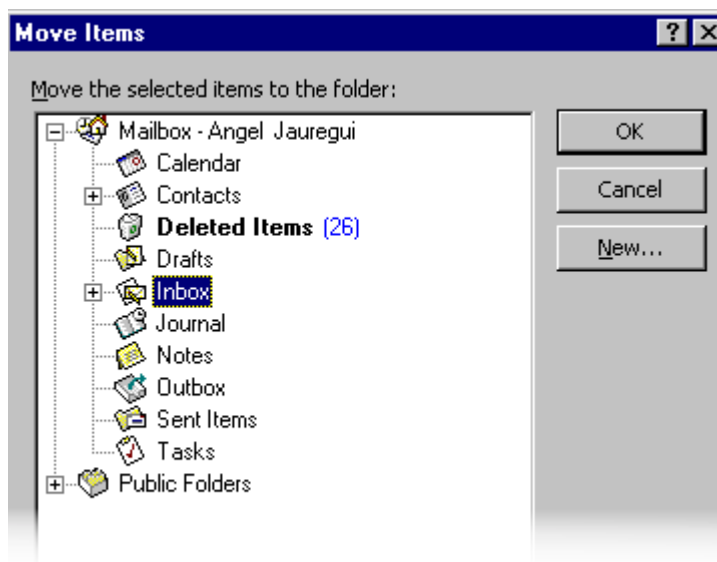 Move Items
Move the selected items to the folder:
Mailbox - Angel Jauregui
OK
Calendar
Contacts
Cancel
Deleted Items (26)
Drafts
New...
Inbox
Journal
Notes
Outbox
Sent Items
Tasks
Public Folders